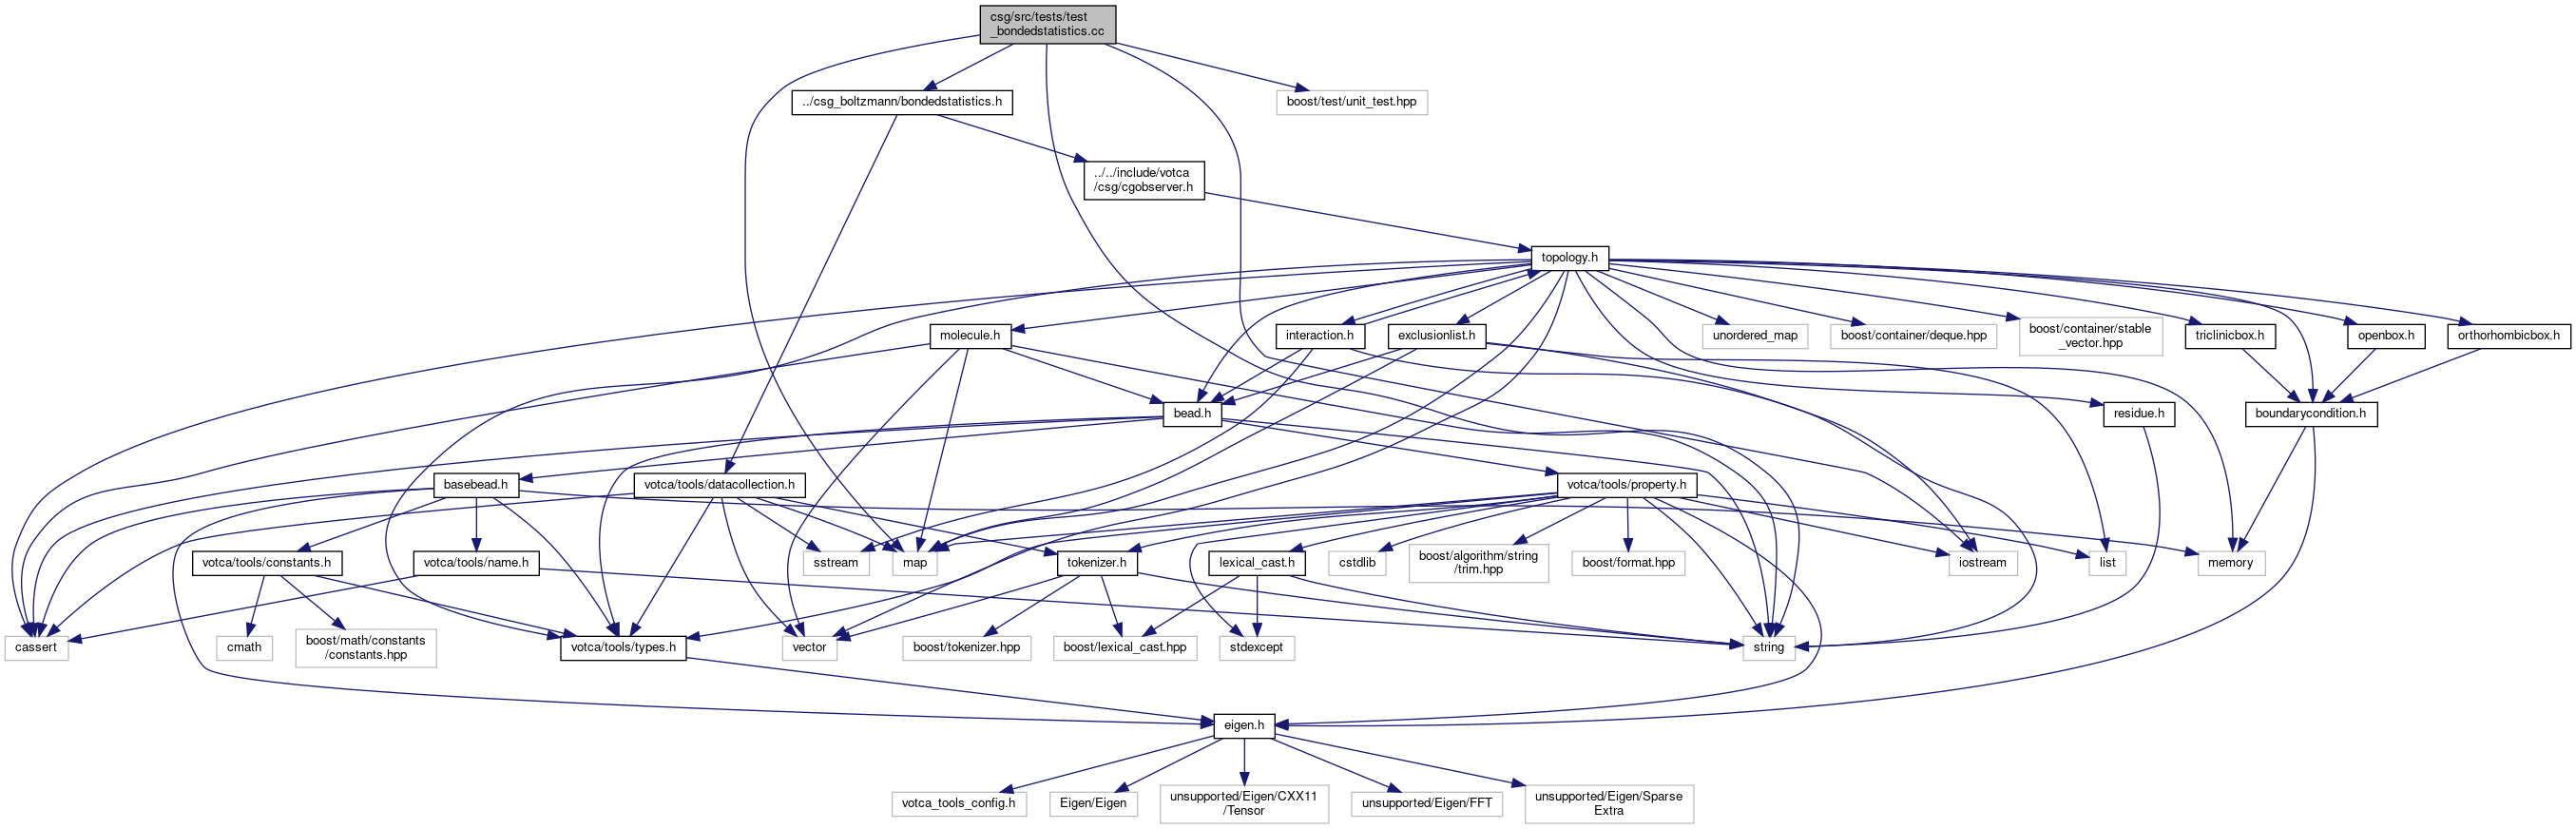 csg/src/tests/test
_bondedstatistics.cc
../csg_boltzmann/bondedstatistics.h
boost/test/unit_test.hpp
../../include/votca
/csg/cgobserver.h
topology.h
molecule.h
interaction.h
exclusionlist.h
unordered_map
boost/container/deque.hpp
boost/container/stable
_vector.hpp
triclinicbox.h
openbox.h
orthorhombicbox.h
bead.h
residue.h
boundarycondition.h
basebead.h
votca/tools/datacollection.h
votca/tools/property.h
votca/tools/constants.h
votca/tools/name.h
sstream
map
tokenizer.h
lexical_cast.h
cstdlib
boost/algorithm/string
/trim.hpp
boost/format.hpp
iostream
list
memory
cassert
cmath
boost/math/constants
/constants.hpp
votca/tools/types.h
vector
boost/tokenizer.hpp
boost/lexical_cast.hpp
stdexcept
string
eigen.h
votca_tools_config.h
Eigen/Eigen
unsupported/Eigen/CXX11
/Tensor
unsupported/Eigen/FFT
unsupported/Eigen/Sparse
Extra